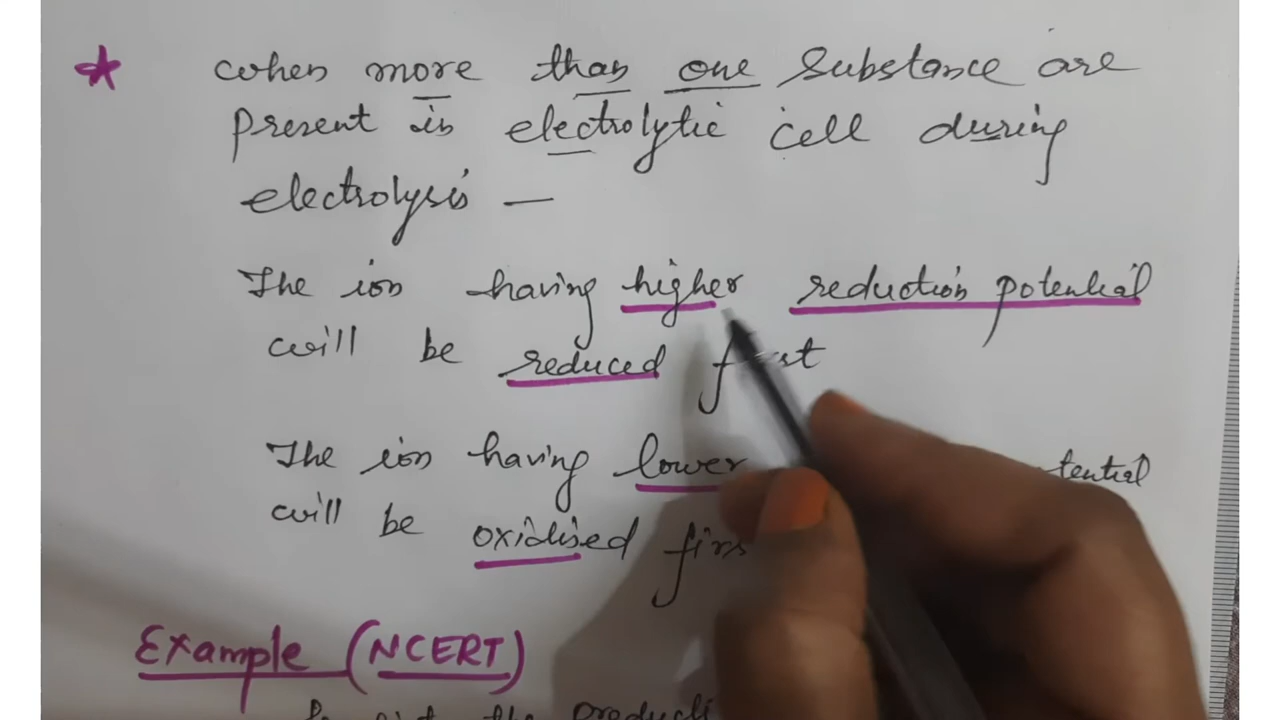 ★ when more than one substance are
present in electrolytic cell during
electrolysis —
The ion having higher reduction potential
will be reduced first
The ion having lower
will be oxidised
Example (NCERT)
the